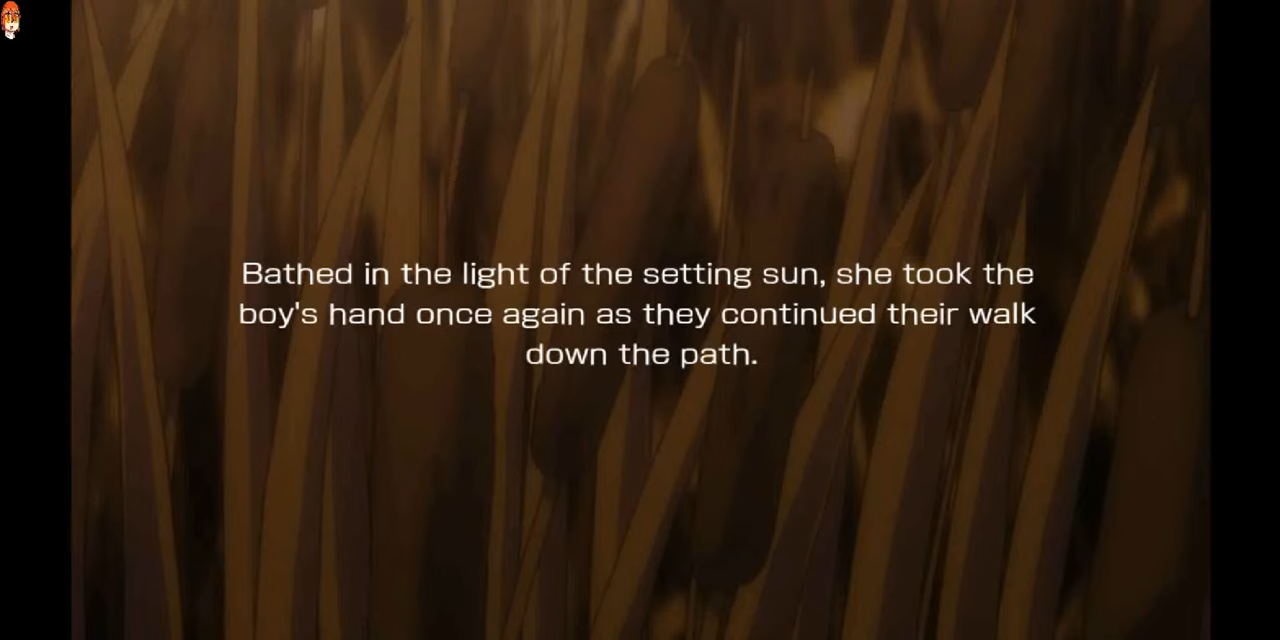 Bathed in the light of the setting sun, she took the
boy's hand once again as they continued their walk
down the path.